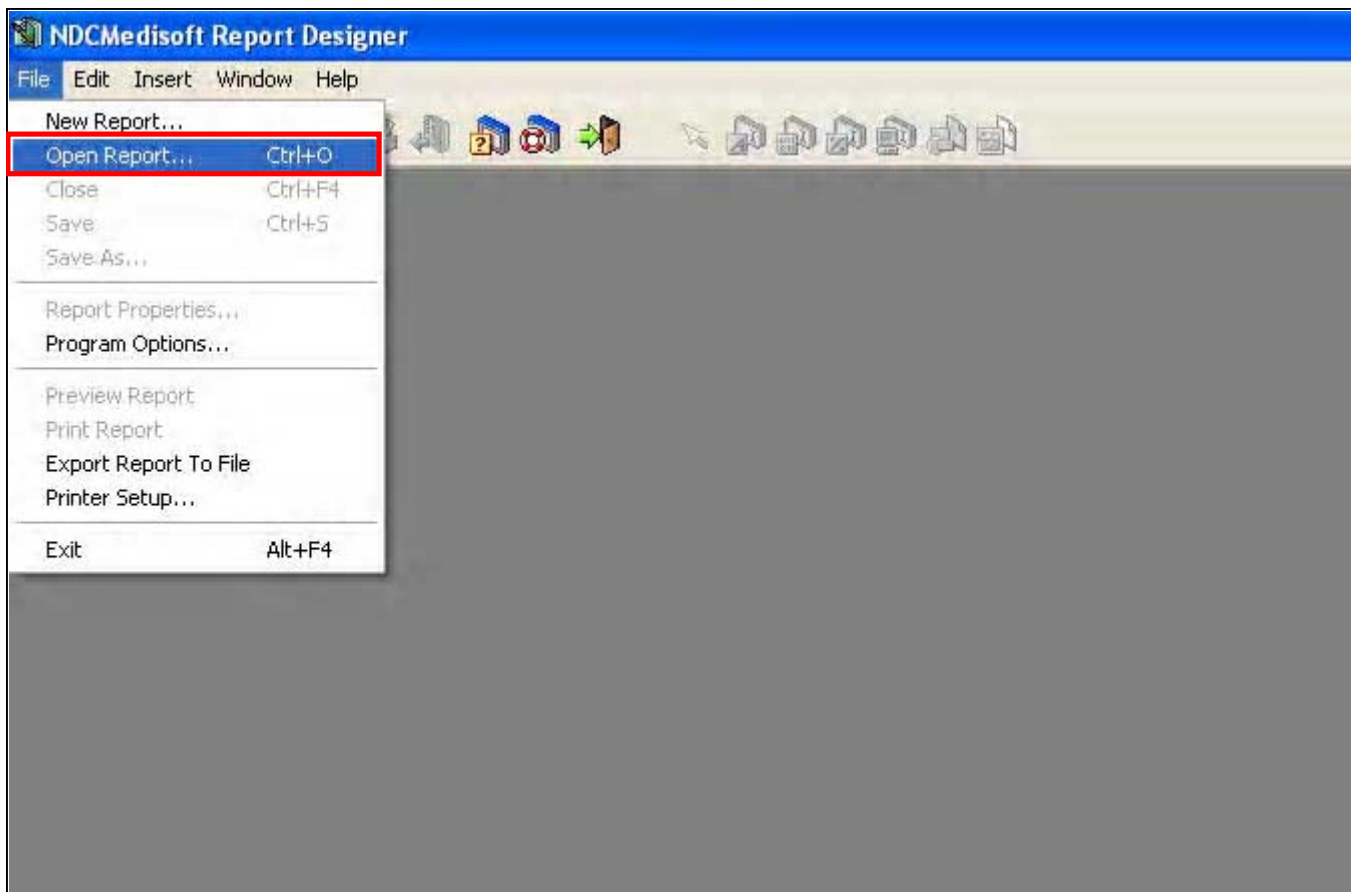 NDCMedisoft Report Designer
File Edit Insert Window Help
New Report...
Open Report... Ctrl+O
Close Ctrl+F4
Save Ctrl+S
Save As...
Report Properties...
Program Options...
Preview Report
Print Report
Export Report To File
Printer Setup...
Exit Alt+F4